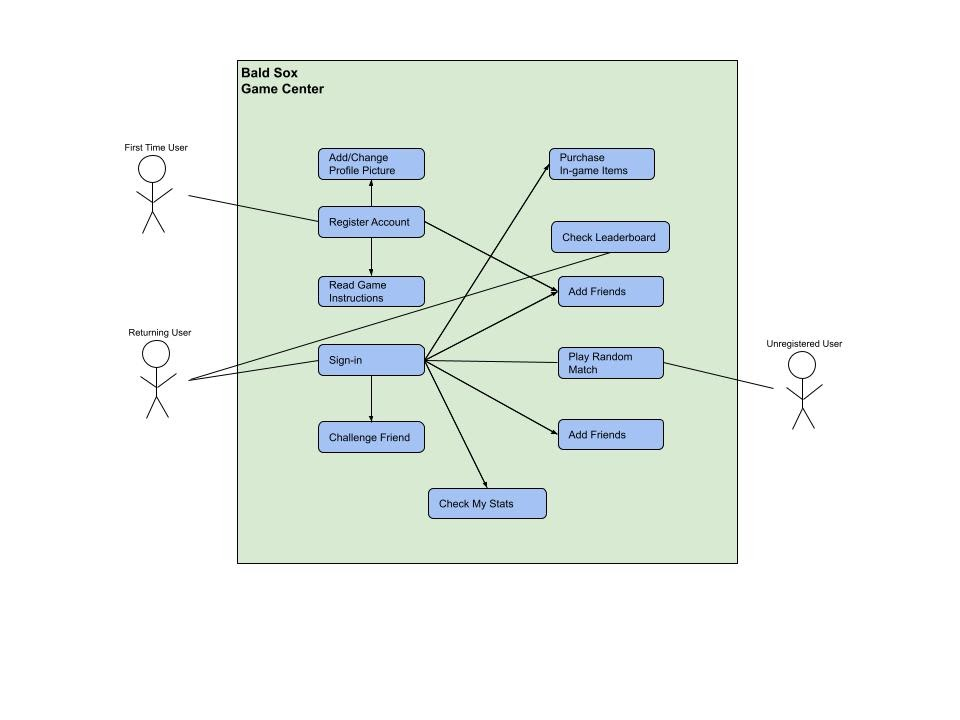 Bald Sox
Game Center
First Time User
Add/Change
Profile Picture
Purchase
In-game Items
Register Account
Check Leaderboard
Read Game
Instructions
Add Friends
Returning User
Sign-in
Play Random
Match
Unregistered User
Challenge Friend
Add Friends
Check My Stats